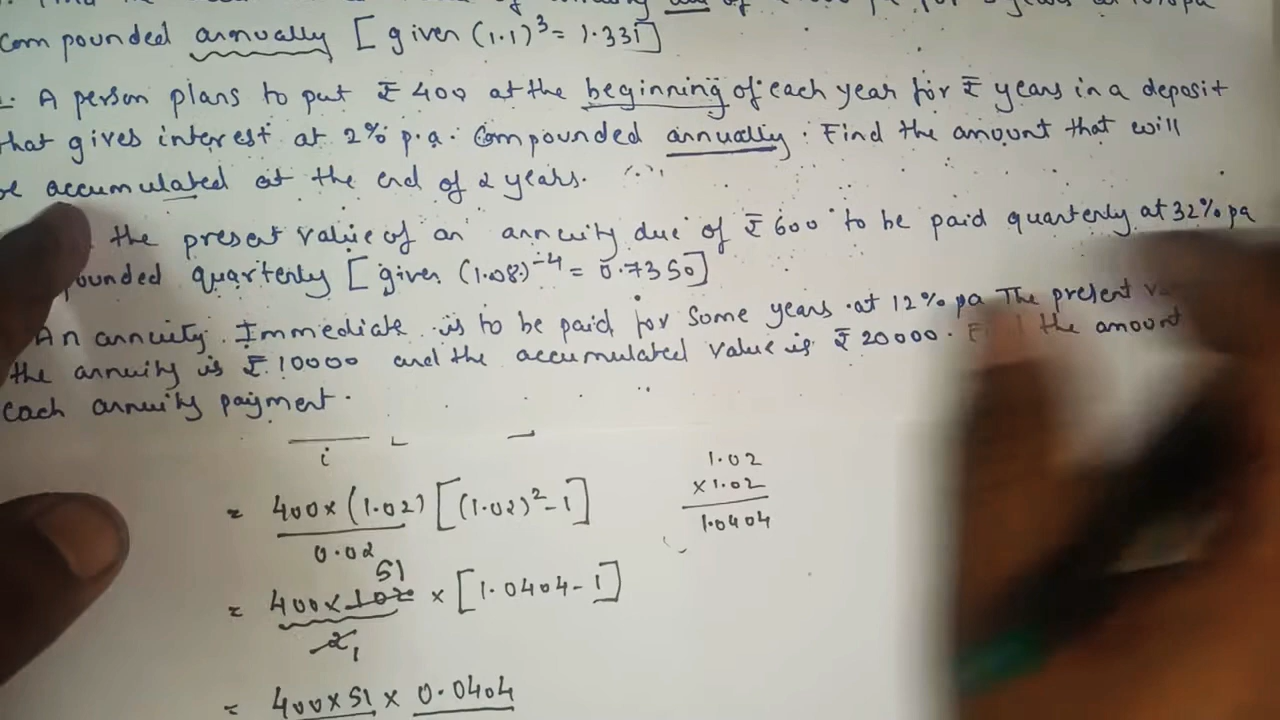 Compounded annually [given (1.1)³ = 1.331]
A person plans to put ₹ 400 at the beginning of each year for ₹ years in a deposit
that gives interest at 2% p.a. Compounded annually. Find the amount that will
accumulated at the end of 2 years.
the present value of an annuity due of ₹ 600 to be paid quarterly at 32% pa
quarterly [given (1.08)⁻⁴ = 0.7350]
An annuity Immediate is to be paid for some years at 12% pa The present
the annuity is ₹ 10000 and the accumulated value is ₹ 20000. the amount
each annuity payment.
i
= 400 × (1.02) [(1.02)² - 1]
0.02
1.02
× 1.02
1.0404
51
= 400 × 102 × [1.0404 - 1]
2 1
= 400 × 51 × 0.0404